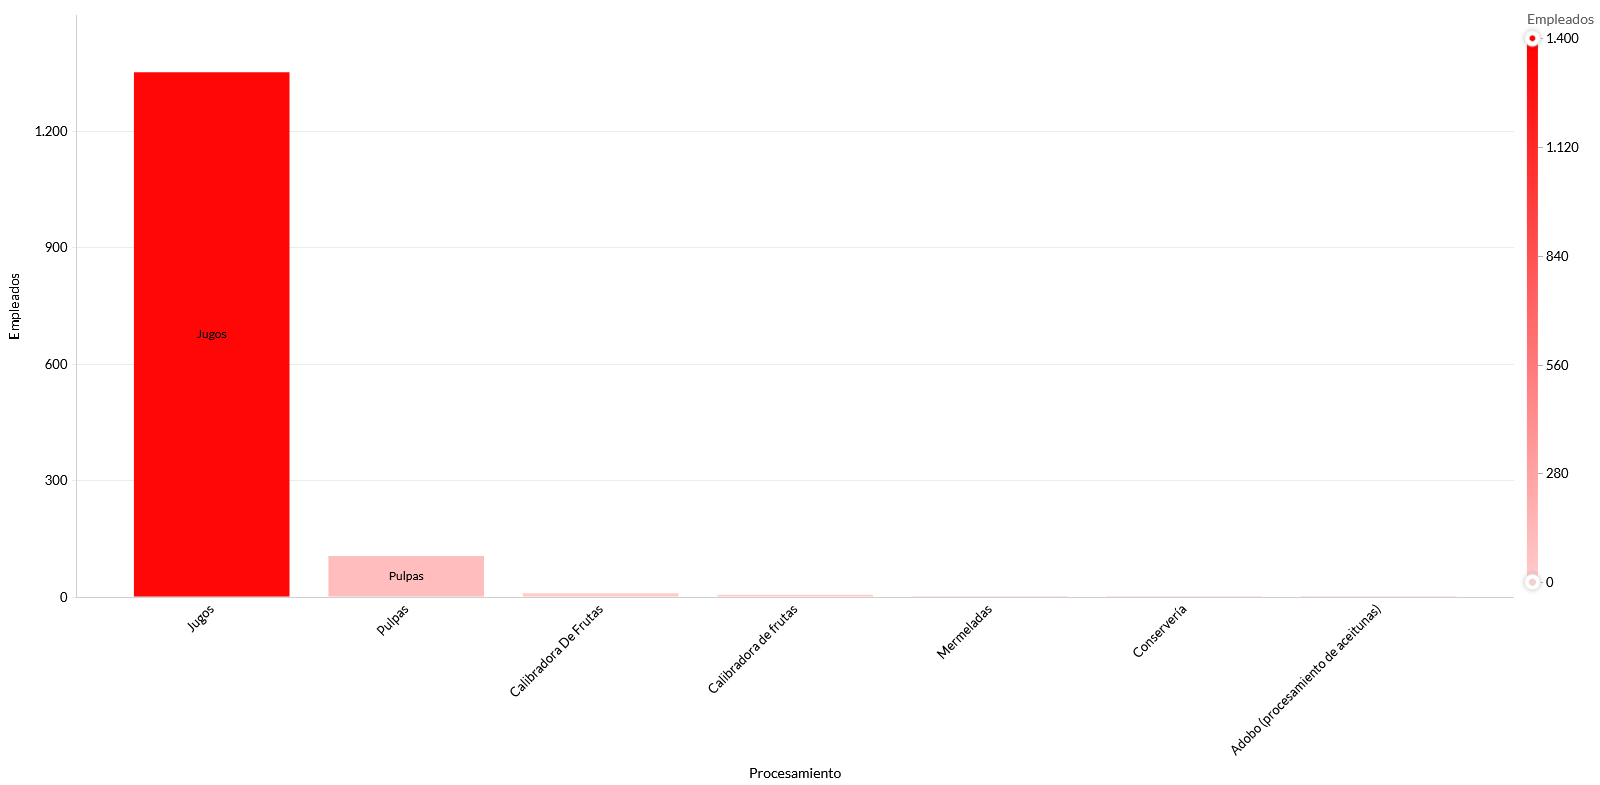 Empleados
1.400
1.120
840
560
280
0
Empleados
1.200
900
600
300
0
Jugos
Pulpas
Jugos
Pulpas
Calibradora De Frutas
Calibradora de frutas
Mermeladas
Conservería
Adobo (procesamiento de aceitunas)
Procesamiento